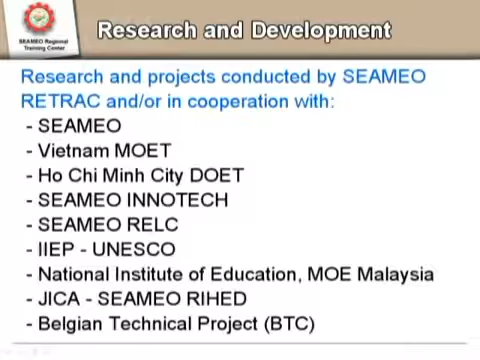 SEAMEO Regional
Training Center
Research and Development
Research and projects conducted by SEAMEO
RETRAC and/or in cooperation with:
- SEAMEO
- Vietnam MOET
- Ho Chi Minh City DOET
- SEAMEO INNOTECH
- SEAMEO RELC
- IIEP - UNESCO
- National Institute of Education, MOE Malaysia
- JICA - SEAMEO RIHED
- Belgian Technical Project (BTC)